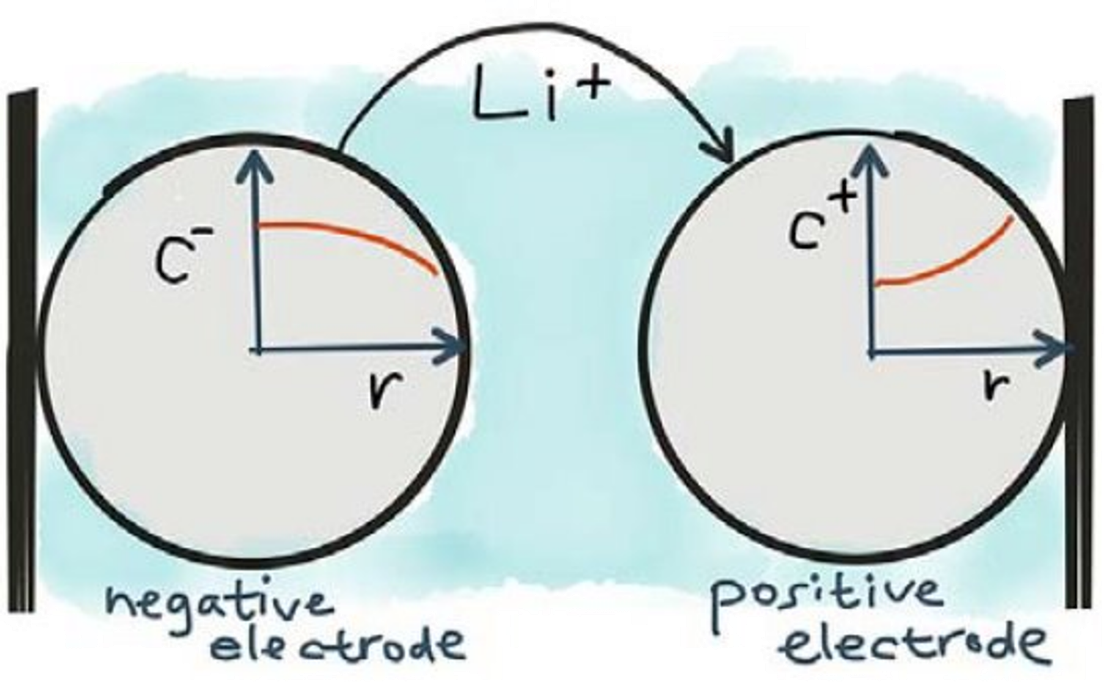 Li+
c-
r
c+
r
negative
electrode
positive
electrode